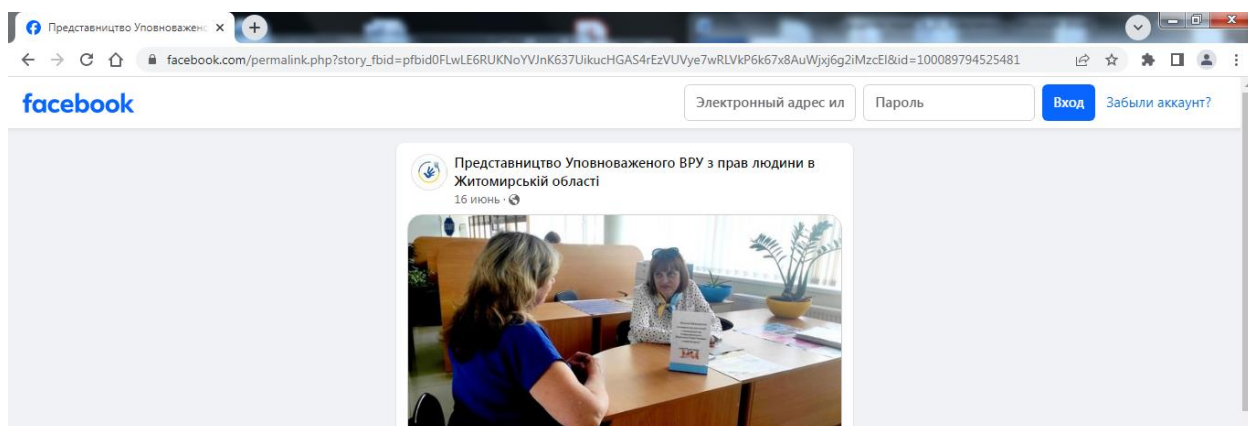 Представництво Уповноважено
facebook.com/permalink.php?story_fbid=pfbid0FLwLE6RUKNoYVJnK637UikucHGAS4rEzVUVye7wRLVkP6k67x8AuWjxj6g2iMzcEl&id=100089794525481
facebook
Электронный адрес ил
Пароль
Вход
Забыли аккаунт?
Представництво Уповноваженого ВРУ з прав людини в
Житомирській області
16 июнь ·